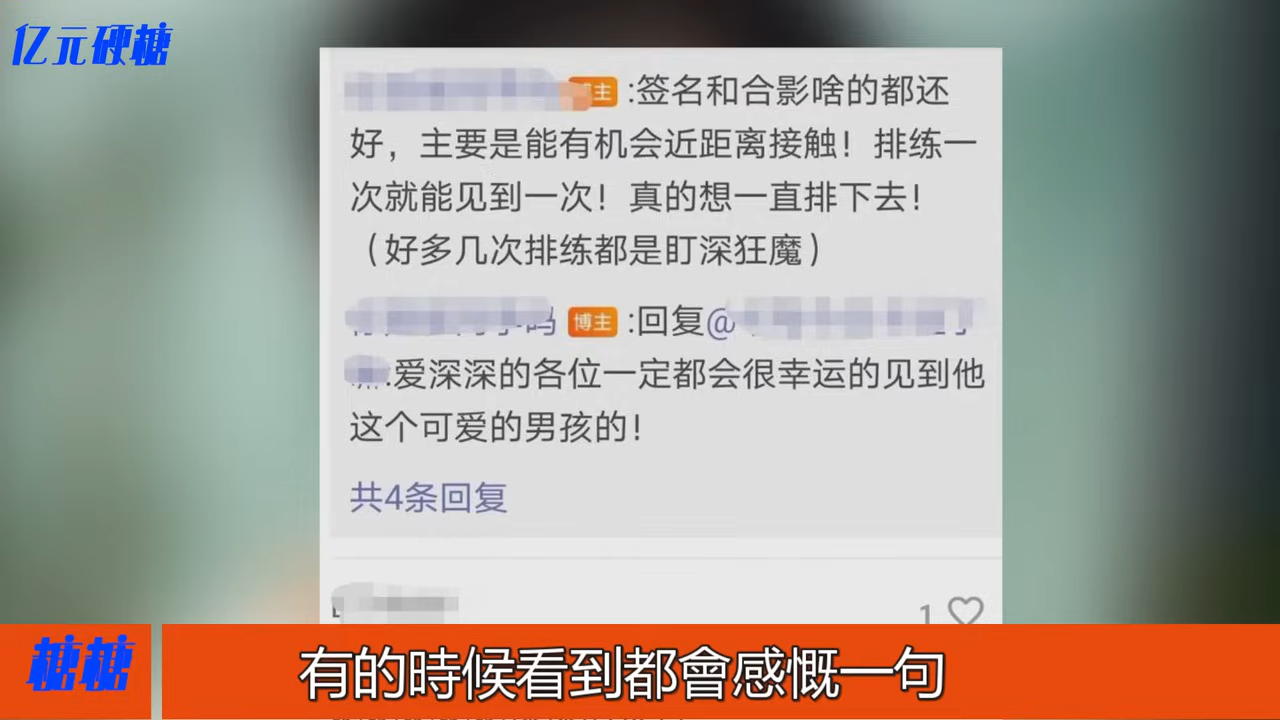 亿元硬糖
主:签名和合影啥的都还
好，主要是能有机会近距离接触！排练一
次就能见到一次！真的想一直排下去！
（好多几次排练都是盯深狂魔）
博主:回复@
爱深深的各位一定都会很幸运的见到他
这个可爱的男孩的！
共4条回复
1
糖糖
有的時候看到都會感慨一句